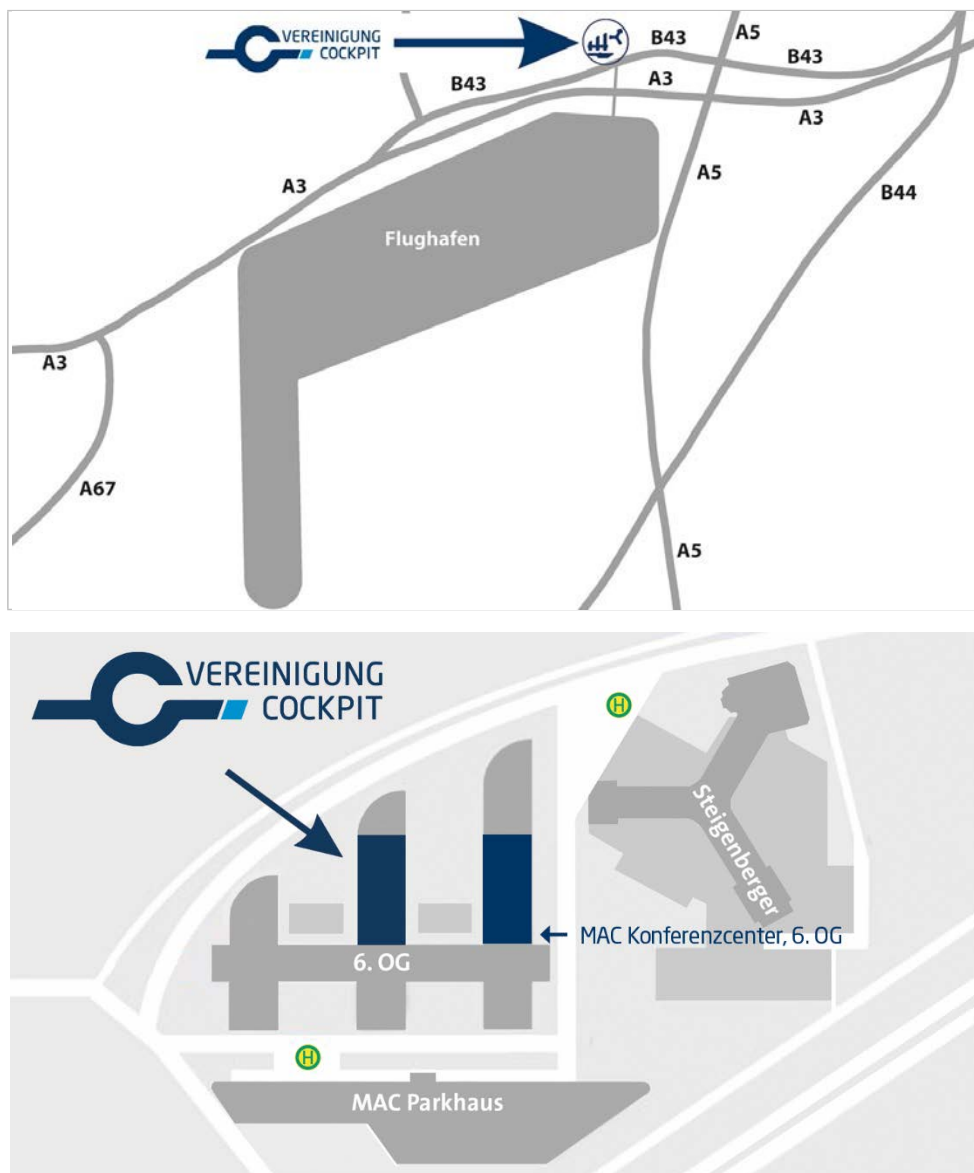 VEREINIGUNG
COCKPIT
B43
A5
B43
B43
A3
A3
A3
A5
B44
Flughafen
A3
A67
A5
VEREINIGUNG
COCKPIT
H
Steigenberger
MAC Konferenzcenter, 6. OG
6. OG
H
MAC Parkhaus